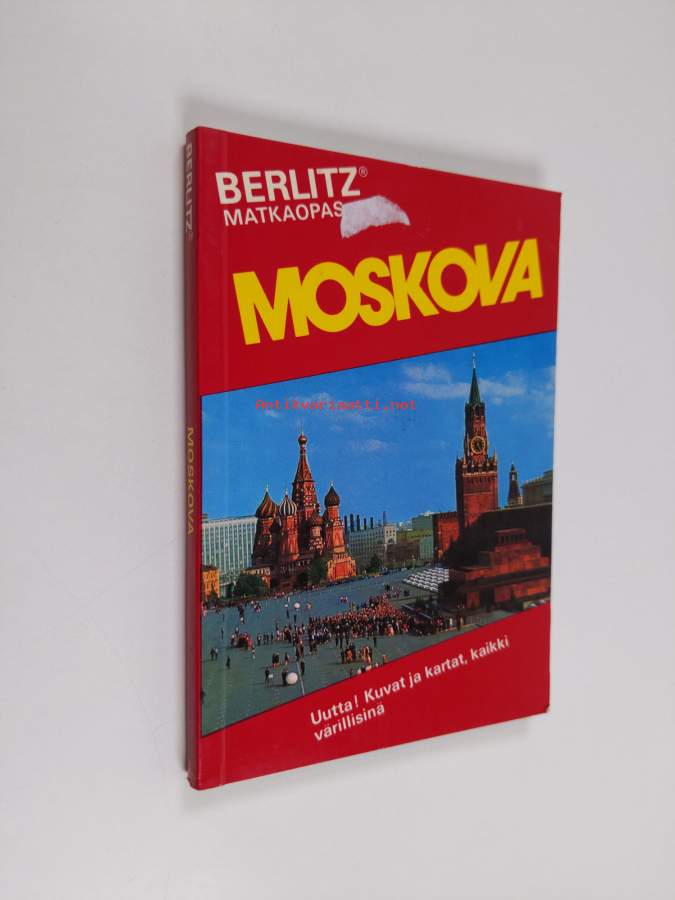 BERLITZ®
MATKAOPAS
MOSKOVA
Antikvariaatti.net
Uutta! Kuvat ja kartat, kaikki
värillisinä
BERLITZ®
MOSKOVA